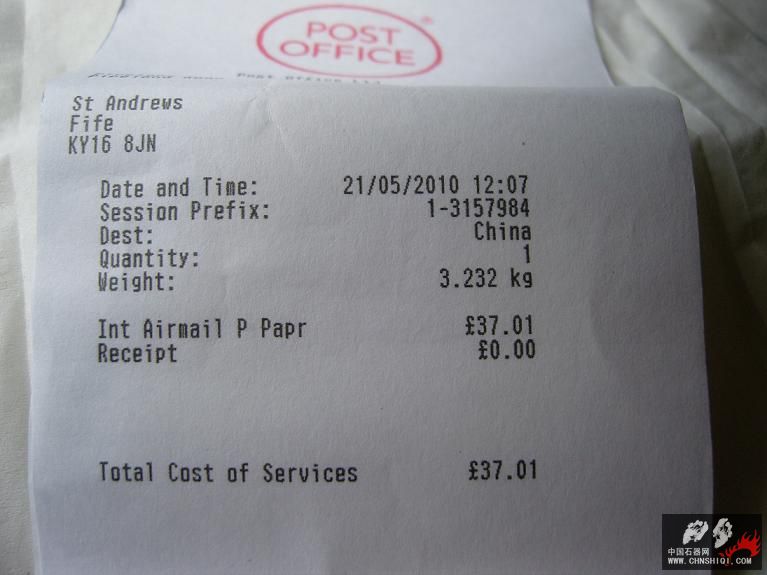 POST
OFFICE
St Andrews
Fife
KY16 8JN
Date and Time: 21/05/2010 12:07
Session Prefix: 1-3157984
Dest: China
Quantity: 1
Weight: 3.232 kg
Int Airmail P Papr £37.01
Receipt £0.00
Total Cost of Services £37.01
中国石器网
WWW.CHNSHIQI.COM